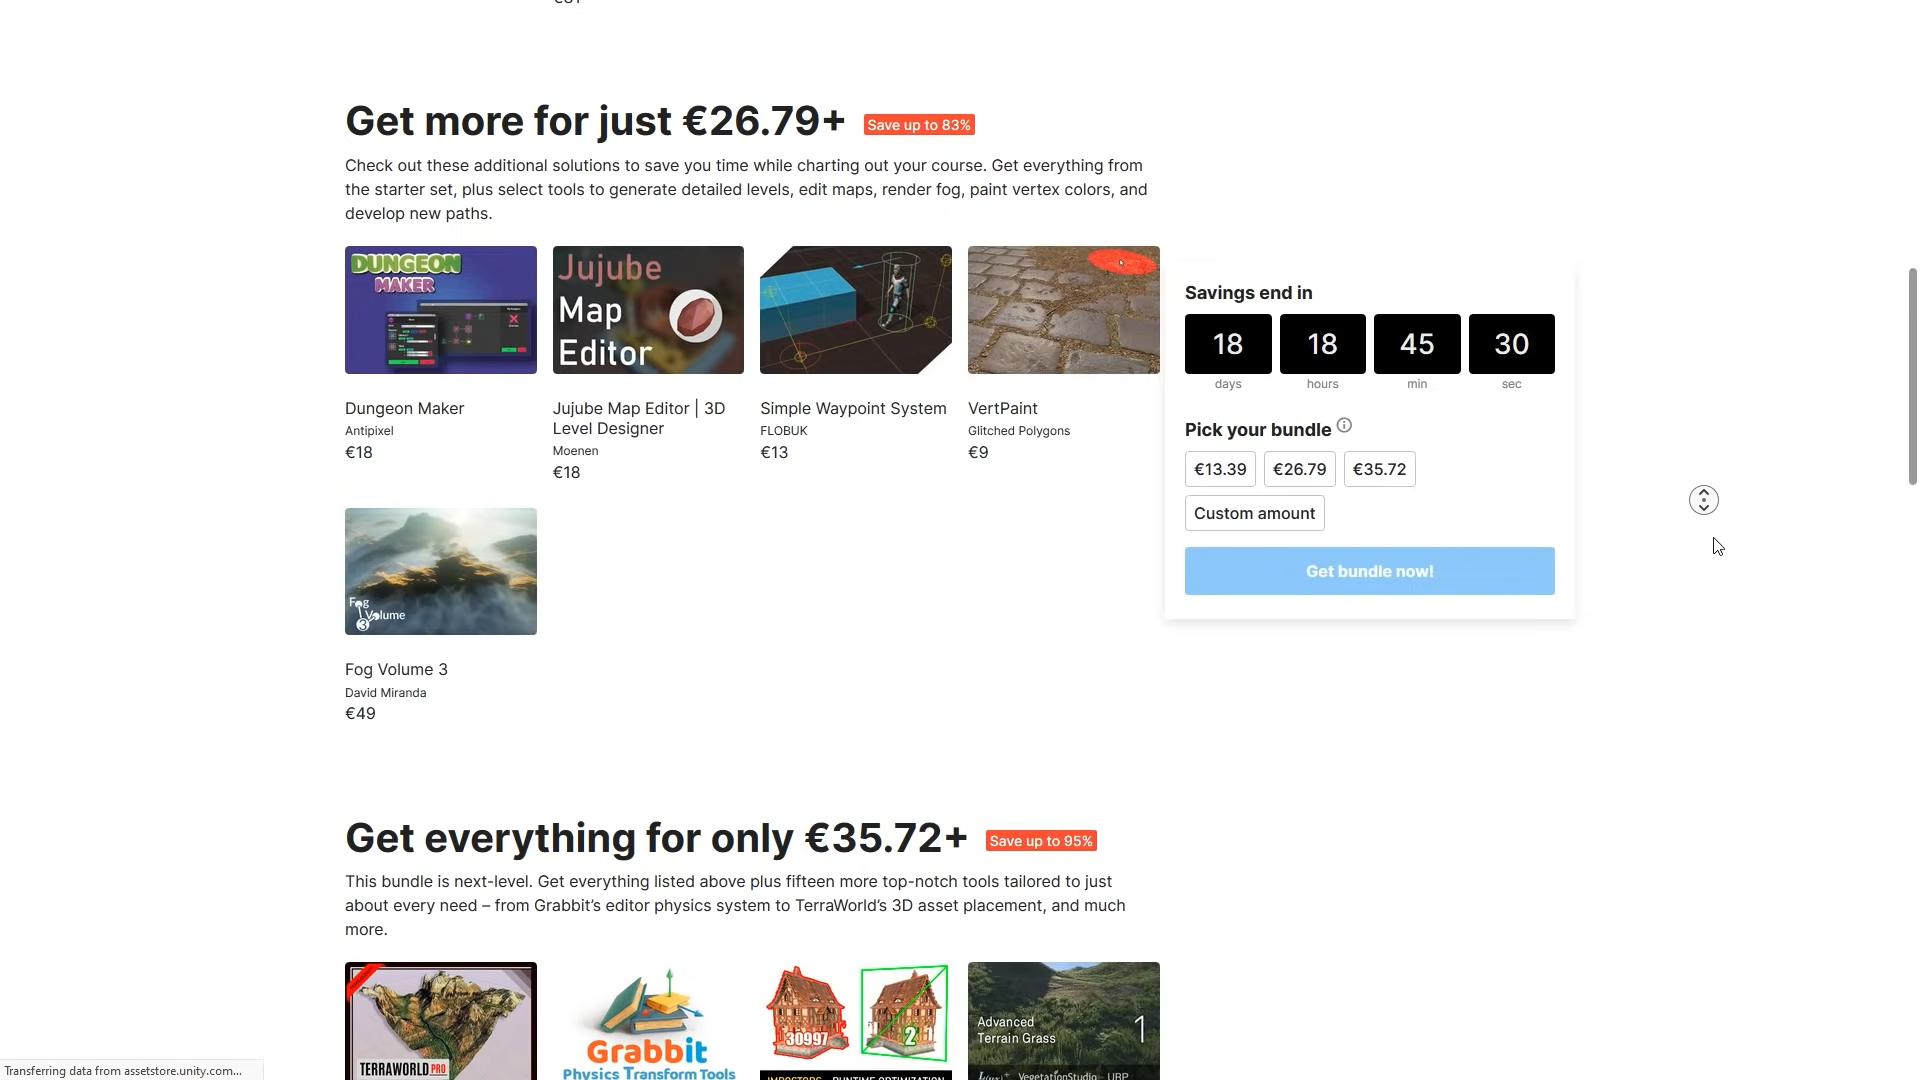 Get more for just €26.79+ Save up to 83%
Check out these additional solutions to save you time while charting out your course. Get everything from
the starter set, plus select tools to generate detailed levels, edit maps, render fog, paint vertex colors, and
develop new paths.
DUNGEON
MAKER
Jujube
Map
Editor
Dungeon Maker
Antipixel
€18
Jujube Map Editor | 3D
Level Designer
Moenen
€18
Simple Waypoint System
FLOBUK
€13
VertPaint
Glitched Polygons
€9
Savings end in
18 18 45 30
days hours min sec
Pick your bundle
€13.39 €26.79 €35.72
Custom amount
Get bundle now!
Fog
Volume
3
Fog Volume 3
David Miranda
€49
Get everything for only €35.72+ Save up to 95%
This bundle is next-level. Get everything listed above plus fifteen more top-notch tools tailored to just
about every need – from Grabbit’s editor physics system to TerraWorld’s 3D asset placement, and much
more.
TERRAWORLD PRO
Grabbit
Physics Transform Tools
30997
2
IMPOSTORS - RUNTIME OPTIMIZATION
Advanced
Terrain Grass
1
VegetationStudio URP
Transferring data from assetstore.unity.com...